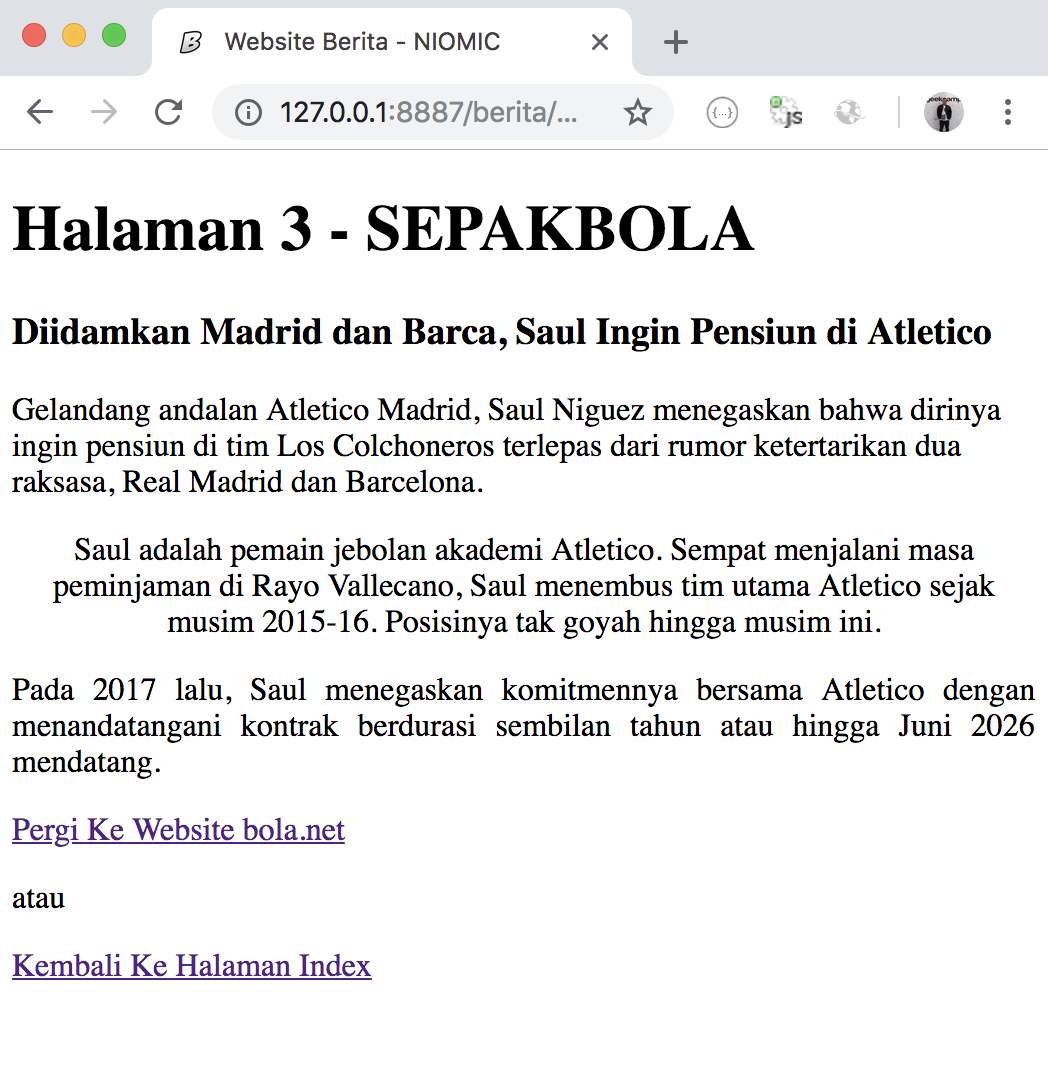 Website Berita - NIOMIC
127.0.0.1:8887/berita/...
{...}
JS
Halaman 3 - SEPAKBOLA
Diidamkan Madrid dan Barca, Saul Ingin Pensiun di Atletico
Gelandang andalan Atletico Madrid, Saul Niguez menegaskan bahwa dirinya
ingin pensiun di tim Los Colchoneros terlepas dari rumor ketertarikan dua
raksasa, Real Madrid dan Barcelona.
Saul adalah pemain jebolan akademi Atletico. Sempat menjalani masa
peminjaman di Rayo Vallecano, Saul menembus tim utama Atletico sejak
musim 2015-16. Posisinya tak goyah hingga musim ini.
Pada 2017 lalu, Saul menegaskan komitmennya bersama Atletico dengan
menandatangani kontrak berdurasi sembilan tahun atau hingga Juni 2026
mendatang.
Pergi Ke Website bola.net
atau
Kembali Ke Halaman Index